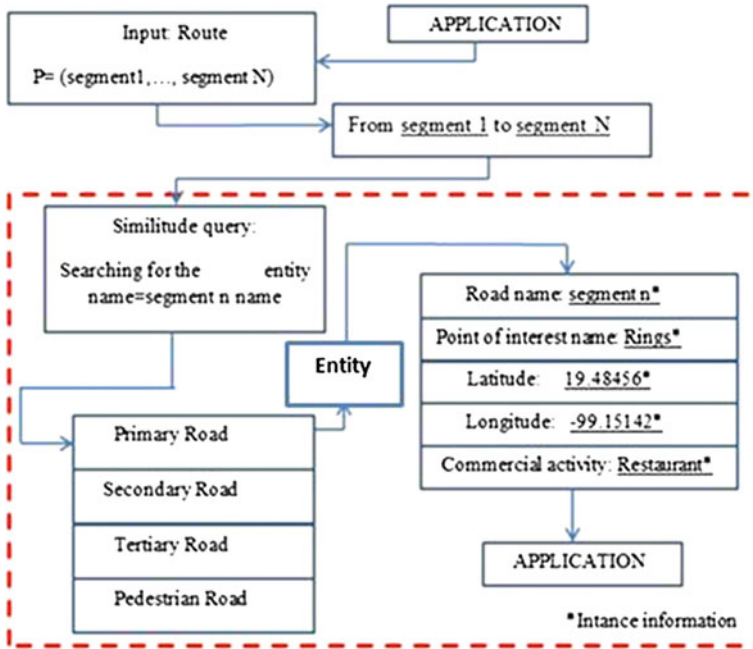 Input: Route
P= (segment1,..., segment N)
APPLICATION
From segment 1 to segment N
Similitude query:
Searching for the entity
name=segment n name
Entity
Primary Road
Secondary Road
Tertiary Road
Pedestrian Road
Road name: segment n*
Point of interest name: Rings*
Latitude: 19.48456*
Longitude: -99.15142*
Commercial activity: Restaurant*
APPLICATION
*Intance information